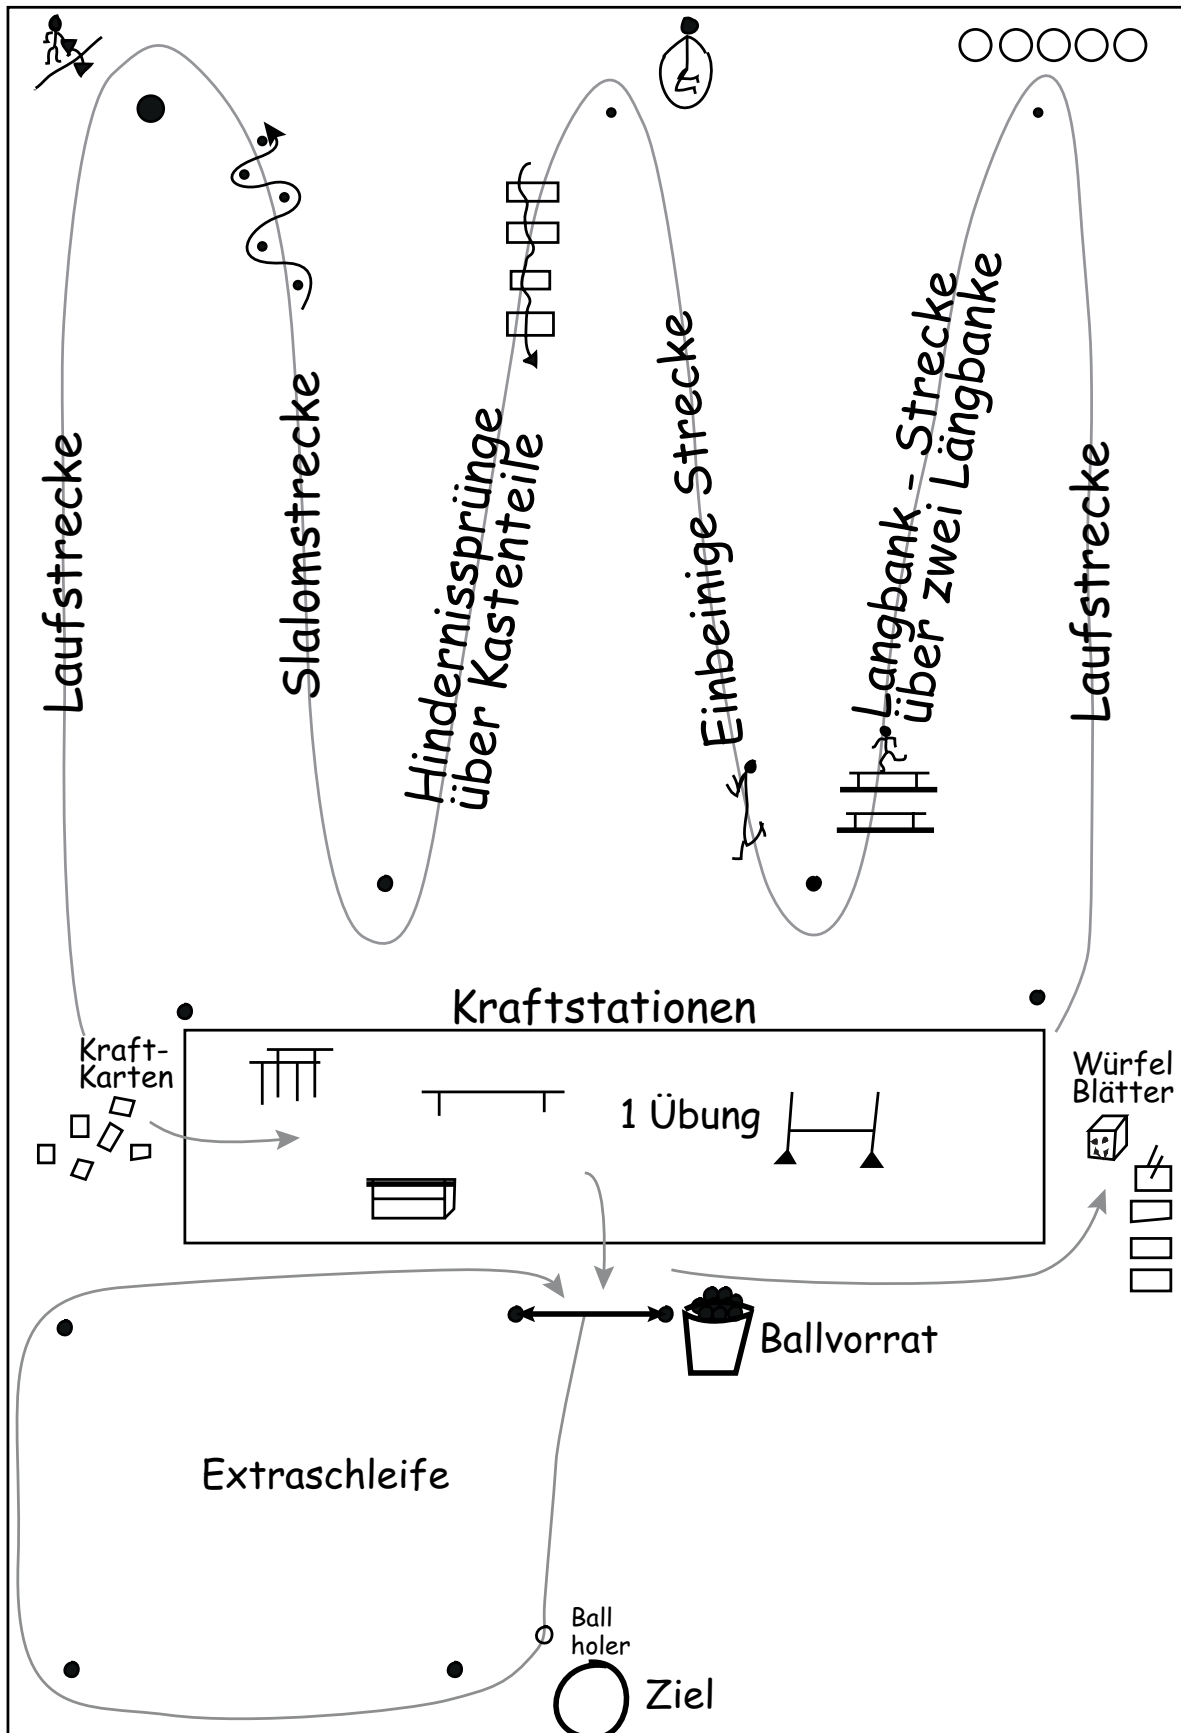 Laufstrecke
Slalomstrecke
Hindernissprünge
über Kastenteile
Einbeinige Strecke
Langbank - Strecke
über zwei Längbanke
Laufstrecke
Kraftstationen
Kraft-
Karten
1 Übung
Würfel
Blätter
Ballvorrat
Extraschleife
Ball
holer
Ziel